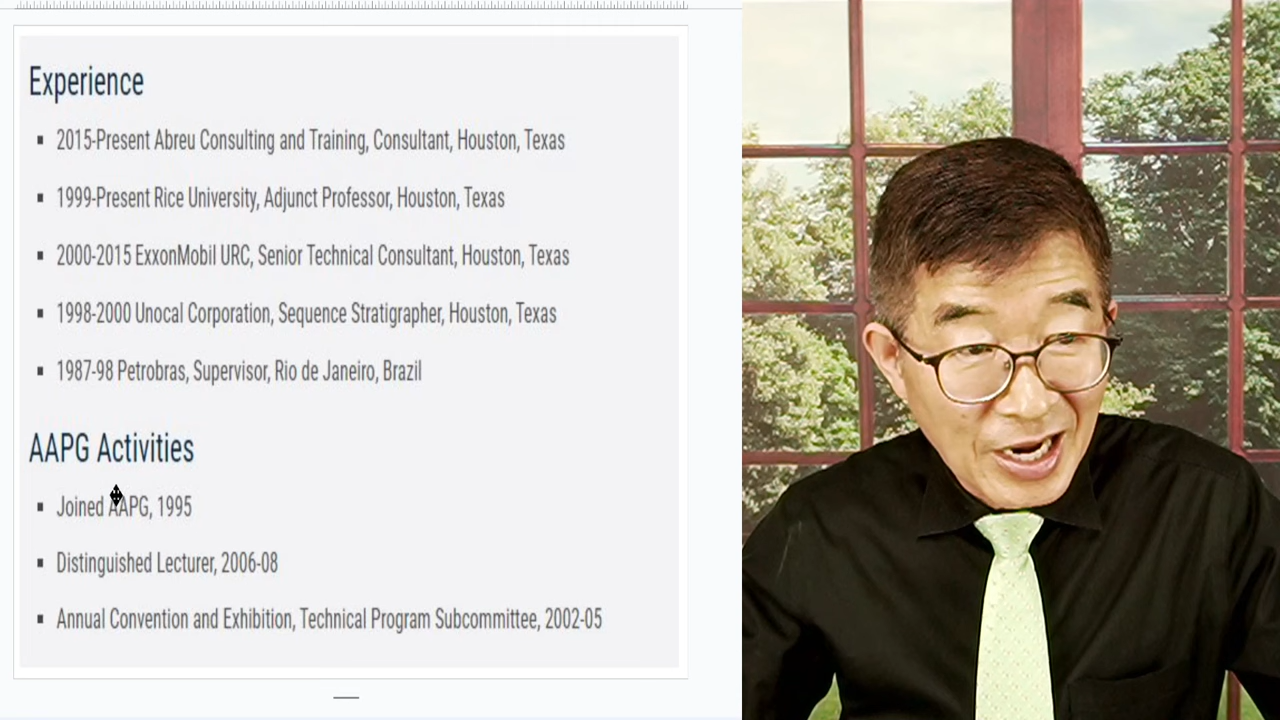 Experience
▪ 2015-Present Abreu Consulting and Training, Consultant, Houston, Texas
▪ 1999-Present Rice University, Adjunct Professor, Houston, Texas
▪ 2000-2015 ExxonMobil URC, Senior Technical Consultant, Houston, Texas
▪ 1998-2000 Unocal Corporation, Sequence Stratigrapher, Houston, Texas
▪ 1987-98 Petrobras, Supervisor, Rio de Janeiro, Brazil
AAPG Activities
▪ Joined AAPG, 1995
▪ Distinguished Lecturer, 2006-08
▪ Annual Convention and Exhibition, Technical Program Subcommittee, 2002-05